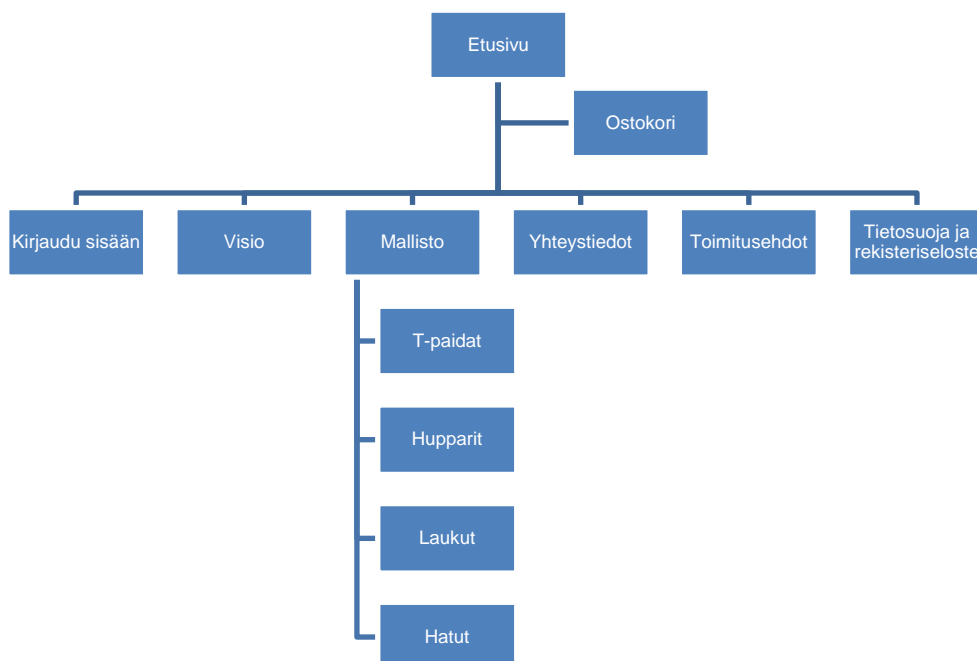 Etusivu
Ostokori
Kirjaudu sisään
Visio
Mallisto
Yhteystiedot
Toimitusehdot
Tietosuoja ja
rekisteriseloste
T-paidat
Hupparit
Laukut
Hatut